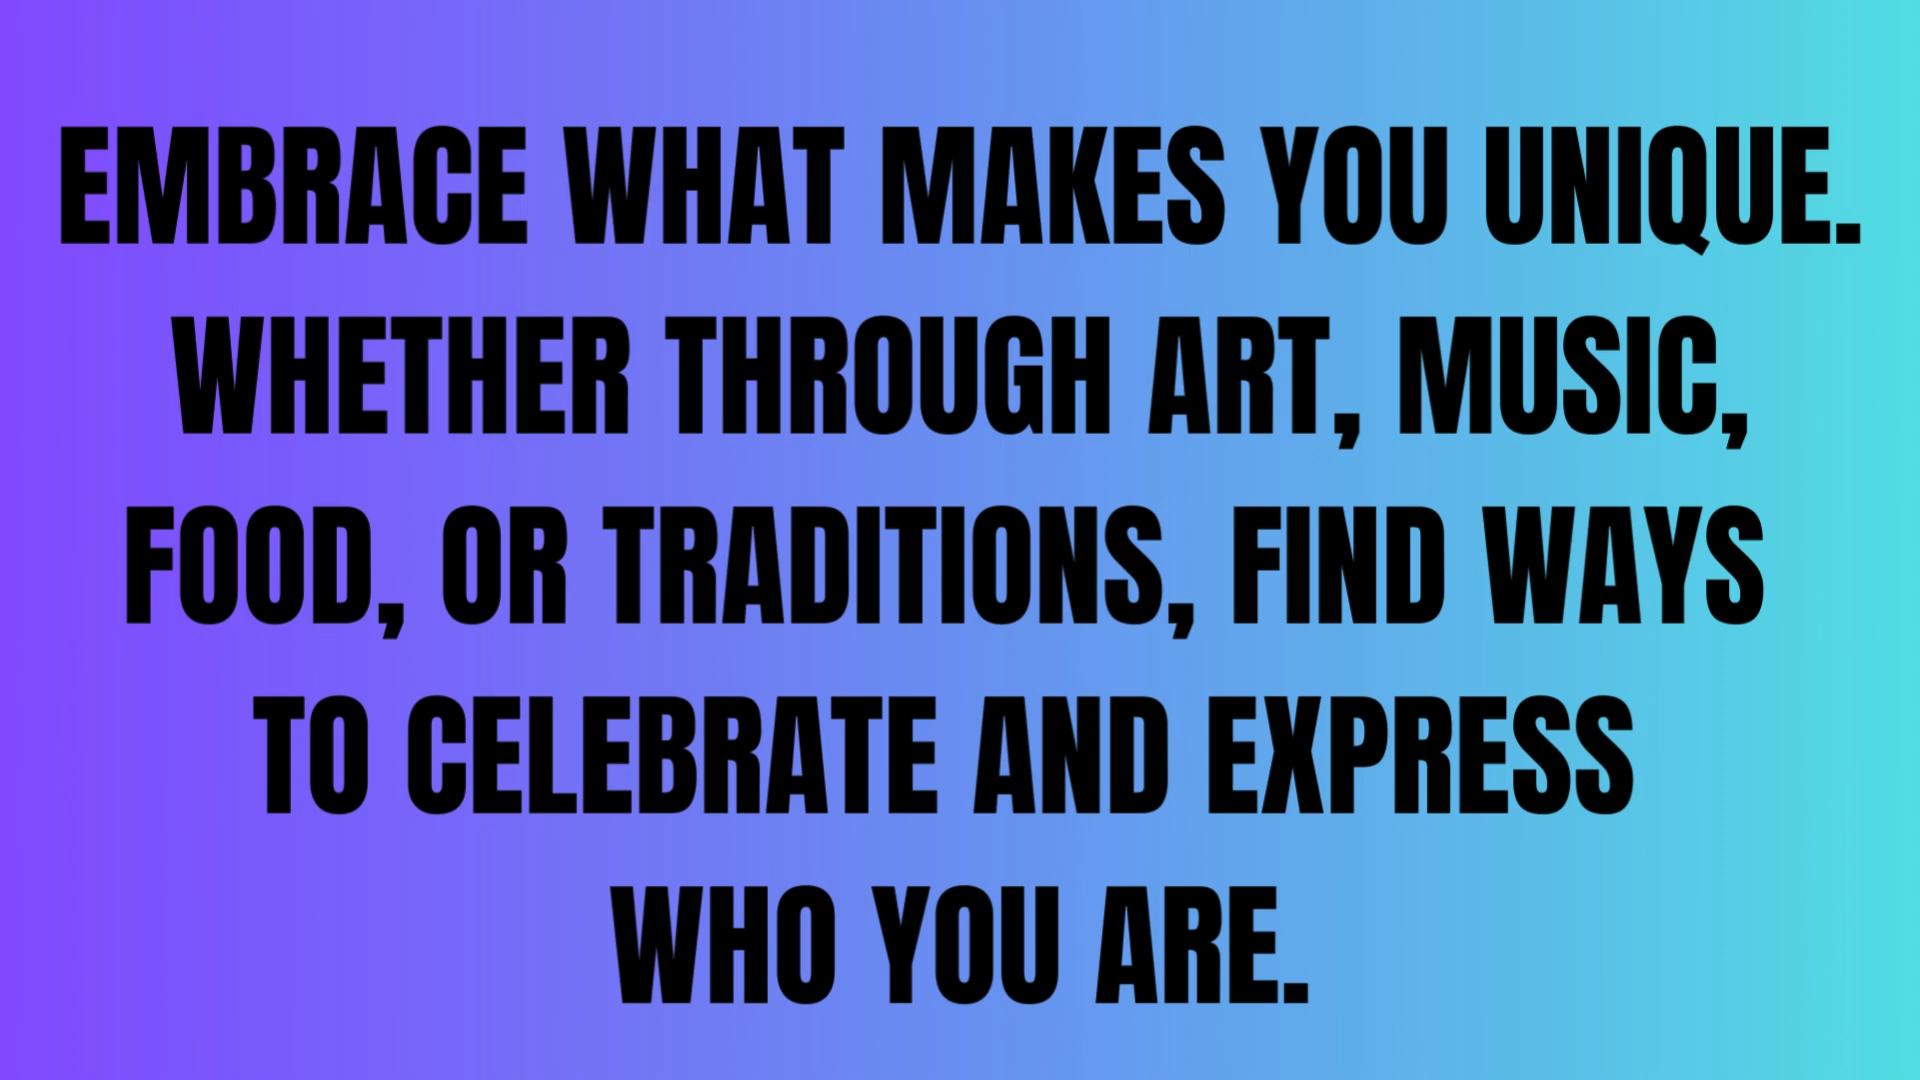 EMBRACE WHAT MAKES YOU UNIQUE.
WHETHER THROUGH ART, MUSIC,
FOOD, OR TRADITIONS, FIND WAYS
TO CELEBRATE AND EXPRESS
WHO YOU ARE.